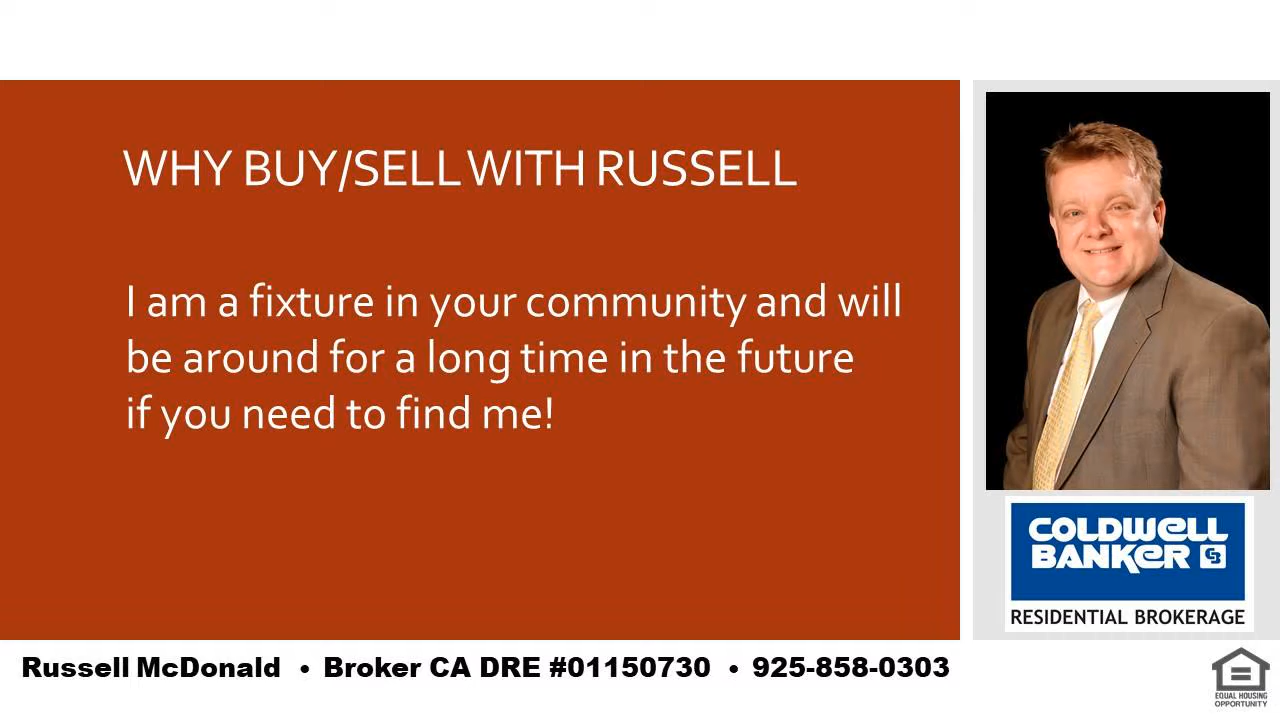 WHY BUY/SELL WITH RUSSELL
I am a fixture in your community and will
be around for a long time in the future
if you need to find me!
COLDWELL
BANKER CB
RESIDENTIAL BROKERAGE
Russell McDonald • Broker CA DRE #01150730 • 925-858-0303
EQUAL HOUSING
OPPORTUNITY